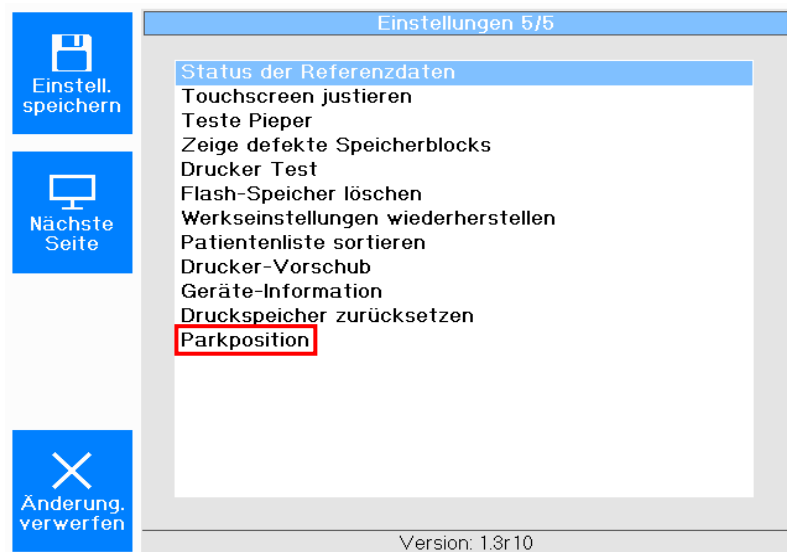 Einstellungen 5/5
Einstell.
speichern
Nächste
Seite
Änderung.
verwerfen
Status der Referenzdaten
Touchscreen justieren
Teste Pieper
Zeige defekte Speicherblocks
Drucker Test
Flash-Speicher löschen
Werkseinstellungen wiederherstellen
Patientenliste sortieren
Drucker-Vorschub
Geräte-Information
Druckspeicher zurücksetzen
Parkposition
Version: 1.3r10